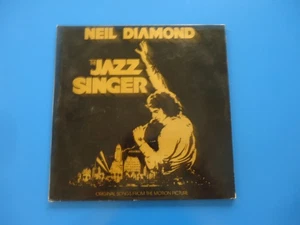 NEIL DIAMOND
THE
JAZZ
SINGER
ORIGINAL SONGS FROM THE MOTION PICTURE